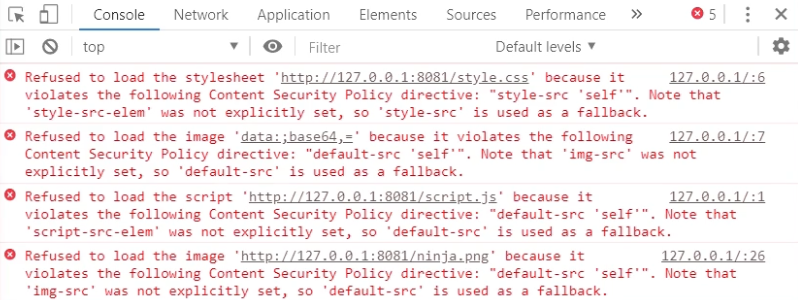 Console Network Application Elements Sources Performance » 5
top Filter Default levels
Refused to load the stylesheet 'http://127.0.0.1:8081/style.css' because it 127.0.0.1/:6
violates the following Content Security Policy directive: "style-src 'self'". Note that
'style-src-elem' was not explicitly set, so 'style-src' is used as a fallback.
Refused to load the image 'data:;base64,=' because it violates the following 127.0.0.1/:7
Content Security Policy directive: "default-src 'self'". Note that 'img-src' was not
explicitly set, so 'default-src' is used as a fallback.
Refused to load the script 'http://127.0.0.1:8081/script.js' because it 127.0.0.1/:1
violates the following Content Security Policy directive: "default-src 'self'". Note that
'script-src-elem' was not explicitly set, so 'default-src' is used as a fallback.
Refused to load the image 'http://127.0.0.1:8081/ninja.png' because it 127.0.0.1/:26
violates the following Content Security Policy directive: "default-src 'self'". Note that
'img-src' was not explicitly set, so 'default-src' is used as a fallback.